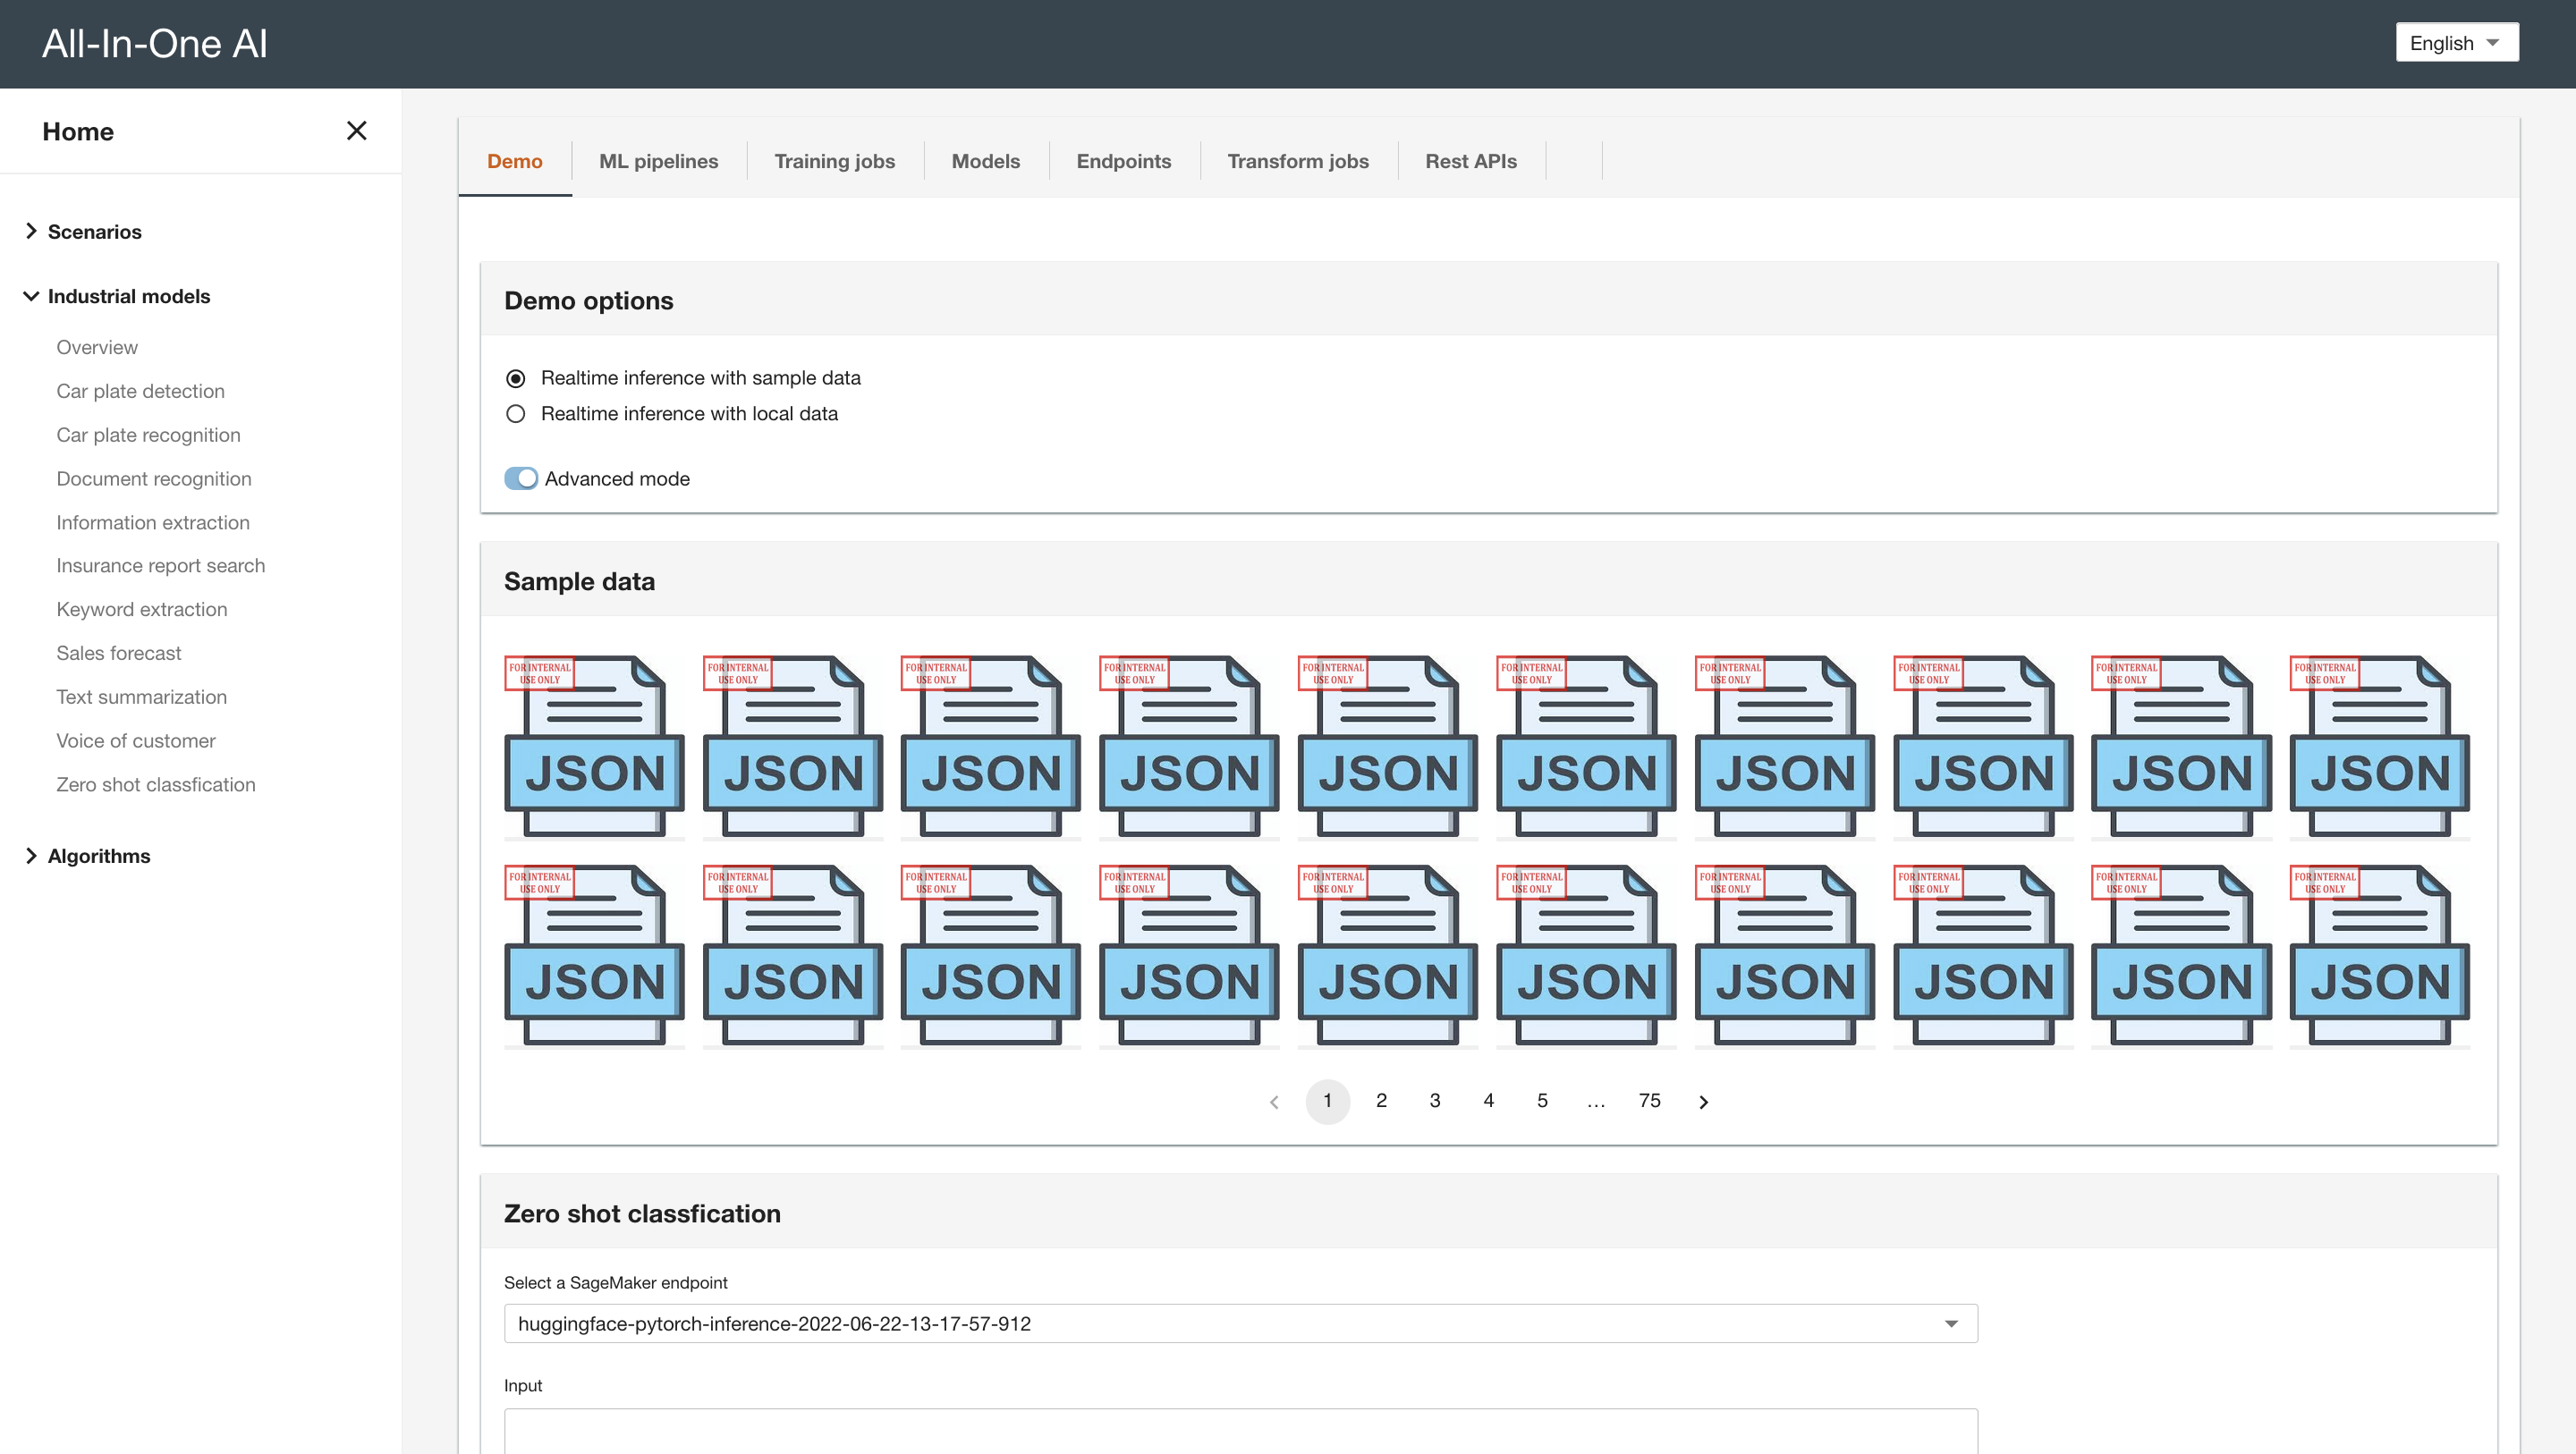 All-In-One AI
English
Home
Scenarios
Industrial models
Overview
Car plate detection
Car plate recognition
Document recognition
Information extraction
Insurance report search
Keyword extraction
Sales forecast
Text summarization
Voice of customer
Zero shot classfication
Algorithms
Demo ML pipelines Training jobs Models Endpoints Transform jobs Rest APIs
Demo options
Realtime inference with sample data
Realtime inference with local data
Advanced mode
Sample data
FOR INTERNAL FOR INTERNAL FOR INTERNAL FOR INTERNAL FOR INTERNAL FOR INTERNAL FOR INTERNAL FOR INTERNAL FOR INTERNAL FOR INTERNAL
USE ONLY USE ONLY USE ONLY USE ONLY USE ONLY USE ONLY USE ONLY USE ONLY USE ONLY USE ONLY
JSON JSON JSON JSON JSON JSON JSON JSON JSON JSON
FOR INTERNAL FOR INTERNAL FOR INTERNAL FOR INTERNAL FOR INTERNAL FOR INTERNAL FOR INTERNAL FOR INTERNAL FOR INTERNAL FOR INTERNAL
USE ONLY USE ONLY USE ONLY USE ONLY USE ONLY USE ONLY USE ONLY USE ONLY USE ONLY USE ONLY
JSON JSON JSON JSON JSON JSON JSON JSON JSON JSON
1 2 3 4 5 ... 75
Zero shot classfication
Select a SageMaker endpoint
huggingface-pytorch-inference-2022-06-22-13-17-57-912
Input